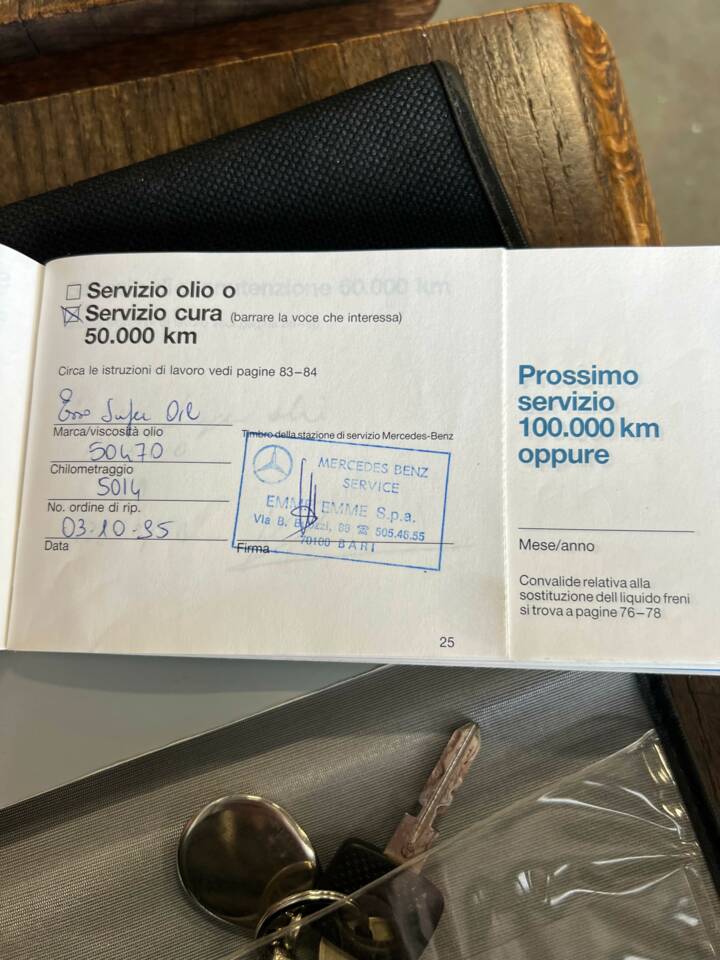 Servizio olio o
Servizio cura (barrare la voce che interessa)
50.000 km
Circa le istruzioni di lavoro vedi pagine 83–84
Esso Super Oil
Marca/viscosità olio
50470
Chilometraggio
5014
No. ordine di rip.
03-10-95
Data
Timbro della stazione di servizio Mercedes-Benz
MERCEDES BENZ
SERVICE
EMME EMME S.p.a.
Via B. 88 ☎ 505.45.55
70100 BARI
Firma
25
Prossimo
servizio
100.000 km
oppure
Mese/anno
Convalide relativa alla
sostituzione dell liquido freni
si trova a pagine 76–78